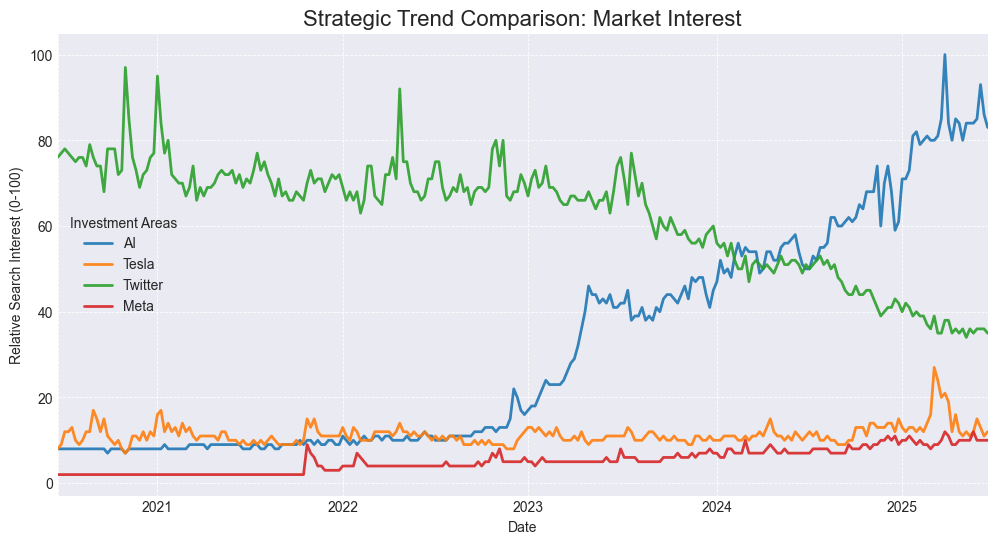 Strategic Trend Comparison: Market Interest
Relative Search Interest (0-100)
100
80
60
40
20
0
Investment Areas
AI
Tesla
Twitter
Meta
2021
2022
2023
2024
2025
Date